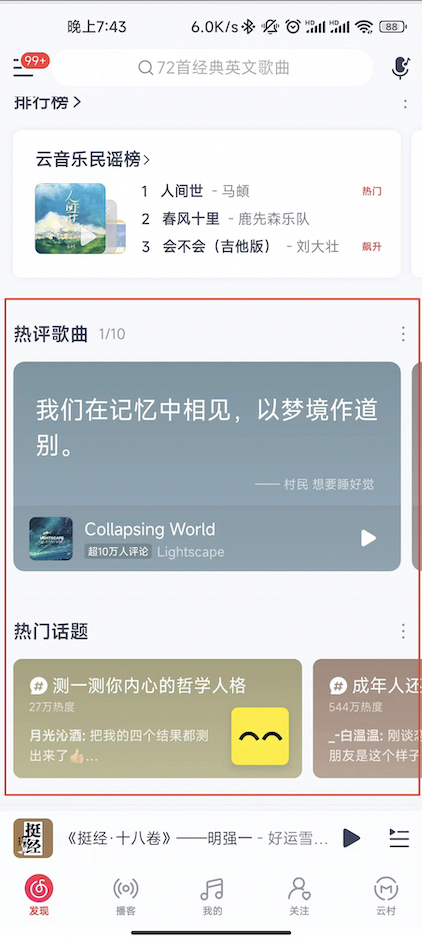 晚上7:43 6.0K/s HD HD 88
99+ 72首经典英文歌曲
排行榜 >
云音乐民谣榜>
1 人间世 - 马頔 热门
2 春风十里 - 鹿先森乐队
3 会不会（吉他版） - 刘大壮 飙升
热评歌曲 1/10
我们在记忆中相见，以梦境作道
别。
—— 村民 想要睡好觉
Collapsing World
超10万人评论 Lightscape
热门话题
测一测你内心的哲学人格
27万热度
月光沁酒: 把我的四个结果都测
出来了👍🏻...
成年人还
544万热度
_-白温温: 刚谈恋
朋友是这个样子
挺经
《挺经·十八卷》——明强一 - 好运雪...
发现 播客 我的 关注 云村